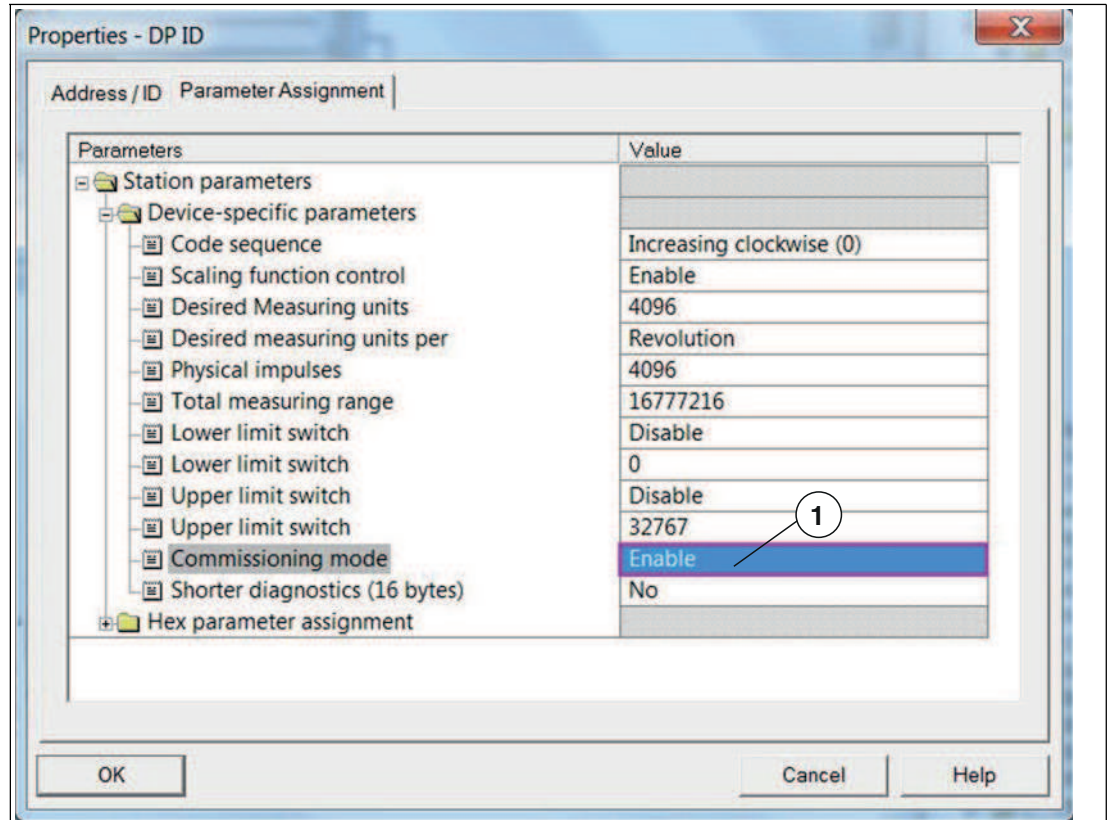 Properties - DP ID
X
Address / ID Parameter Assignment
Parameters Value
Station parameters
Device-specific parameters
Code sequence Increasing clockwise (0)
Scaling function control Enable
Desired Measuring units 4096
Desired measuring units per Revolution
Physical impulses 4096
Total measuring range 16777216
Lower limit switch Disable
Lower limit switch 0
Upper limit switch Disable
Upper limit switch 32767
1
Commissioning mode Enable
Shorter diagnostics (16 bytes) No
Hex parameter assignment
OK Cancel Help